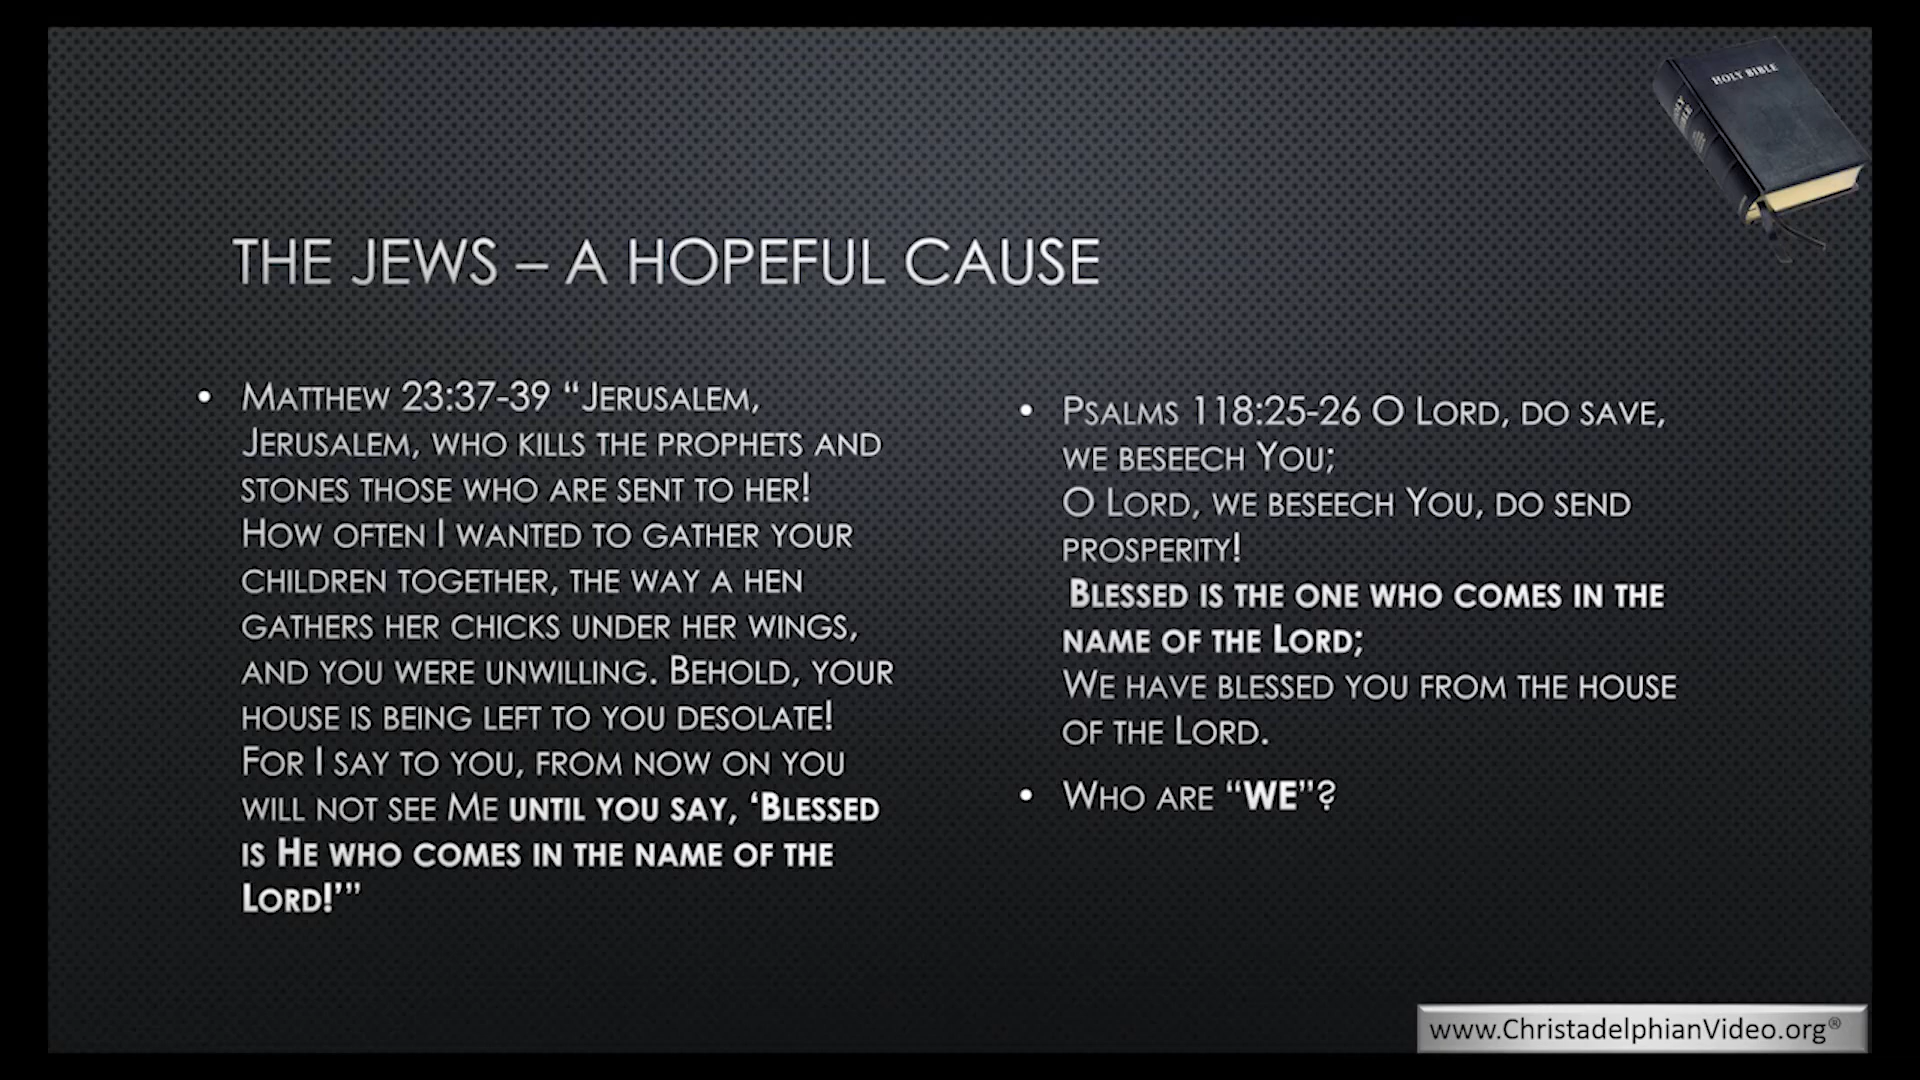 HOLY BIBLE
THE JEWS – A HOPEFUL CAUSE
• MATTHEW 23:37-39 “JERUSALEM,
JERUSALEM, WHO KILLS THE PROPHETS AND
STONES THOSE WHO ARE SENT TO HER!
HOW OFTEN I WANTED TO GATHER YOUR
CHILDREN TOGETHER, THE WAY A HEN
GATHERS HER CHICKS UNDER HER WINGS,
AND YOU WERE UNWILLING. BEHOLD, YOUR
HOUSE IS BEING LEFT TO YOU DESOLATE!
FOR I SAY TO YOU, FROM NOW ON YOU
WILL NOT SEE ME UNTIL YOU SAY, ‘BLESSED
IS HE WHO COMES IN THE NAME OF THE
LORD!’”
• PSALMS 118:25-26 O LORD, DO SAVE,
WE BESEECH YOU;
O LORD, WE BESEECH YOU, DO SEND
PROSPERITY!
BLESSED IS THE ONE WHO COMES IN THE
NAME OF THE LORD;
WE HAVE BLESSED YOU FROM THE HOUSE
OF THE LORD.
• WHO ARE “WE”?
www.ChristadelphianVideo.org®